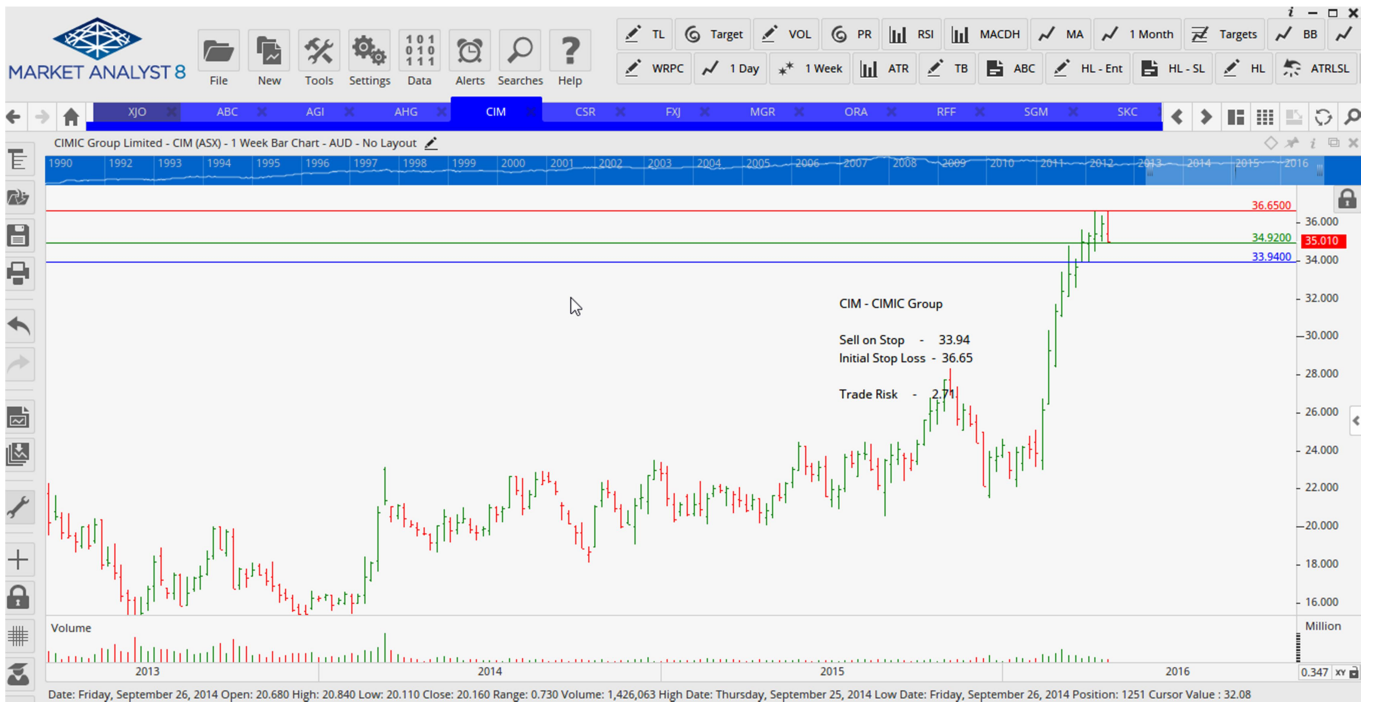 MARKET ANALYST 8
File New Tools Settings Data Alerts Searches Help
101
010
111
TL Target VOL PR RSI MACDH MA 1 Month Targets BB
WRPC 1 Day 1 Week ATR TB ABC HL - Ent HL - SL HL ATRLSL
XJO ABC AGI AHG CIM CSR FXJ MGR ORA RFF SGM SKC
CIMIC Group Limited - CIM (ASX) - 1 Week Bar Chart - AUD - No Layout
1990 1992 1993 1994 1995 1996 1997 1998 1999 2000 2001 2002 2003 2004 2005 2006 2007 2008 2009 2010 2011 2012 2013 2014 2015 2016
36.6500
36.000
34.9200
35.010
33.9400
34.000
32.000
30.000
28.000
26.000
24.000
22.000
20.000
18.000
16.000
CIM - CIMIC Group
Sell on Stop - 33.94
Initial Stop Loss - 36.65
Trade Risk - 2.71
Volume
Million
2013 2014 2015 2016
0.347 XY
Date: Friday, September 26, 2014 Open: 20.680 High: 20.840 Low: 20.110 Close: 20.160 Range: 0.730 Volume: 1,426,063 High Date: Thursday, September 25, 2014 Low Date: Friday, September 26, 2014 Position: 1251 Cursor Value : 32.08